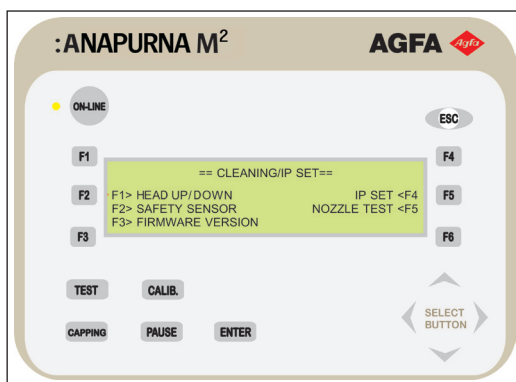 :ANAPURNA M²
AGFA
Agfa
ON-LINE
ESC
F1
F4
== CLEANING/IP SET==
F2
F1> HEAD UP/DOWN
IP SET <F4
F5
F2> SAFETY SENSOR
NOZZLE TEST <F5
F3> FIRMWARE VERSION
F3
F6
TEST
CALIB.
SELECT
BUTTON
CAPPING
PAUSE
ENTER